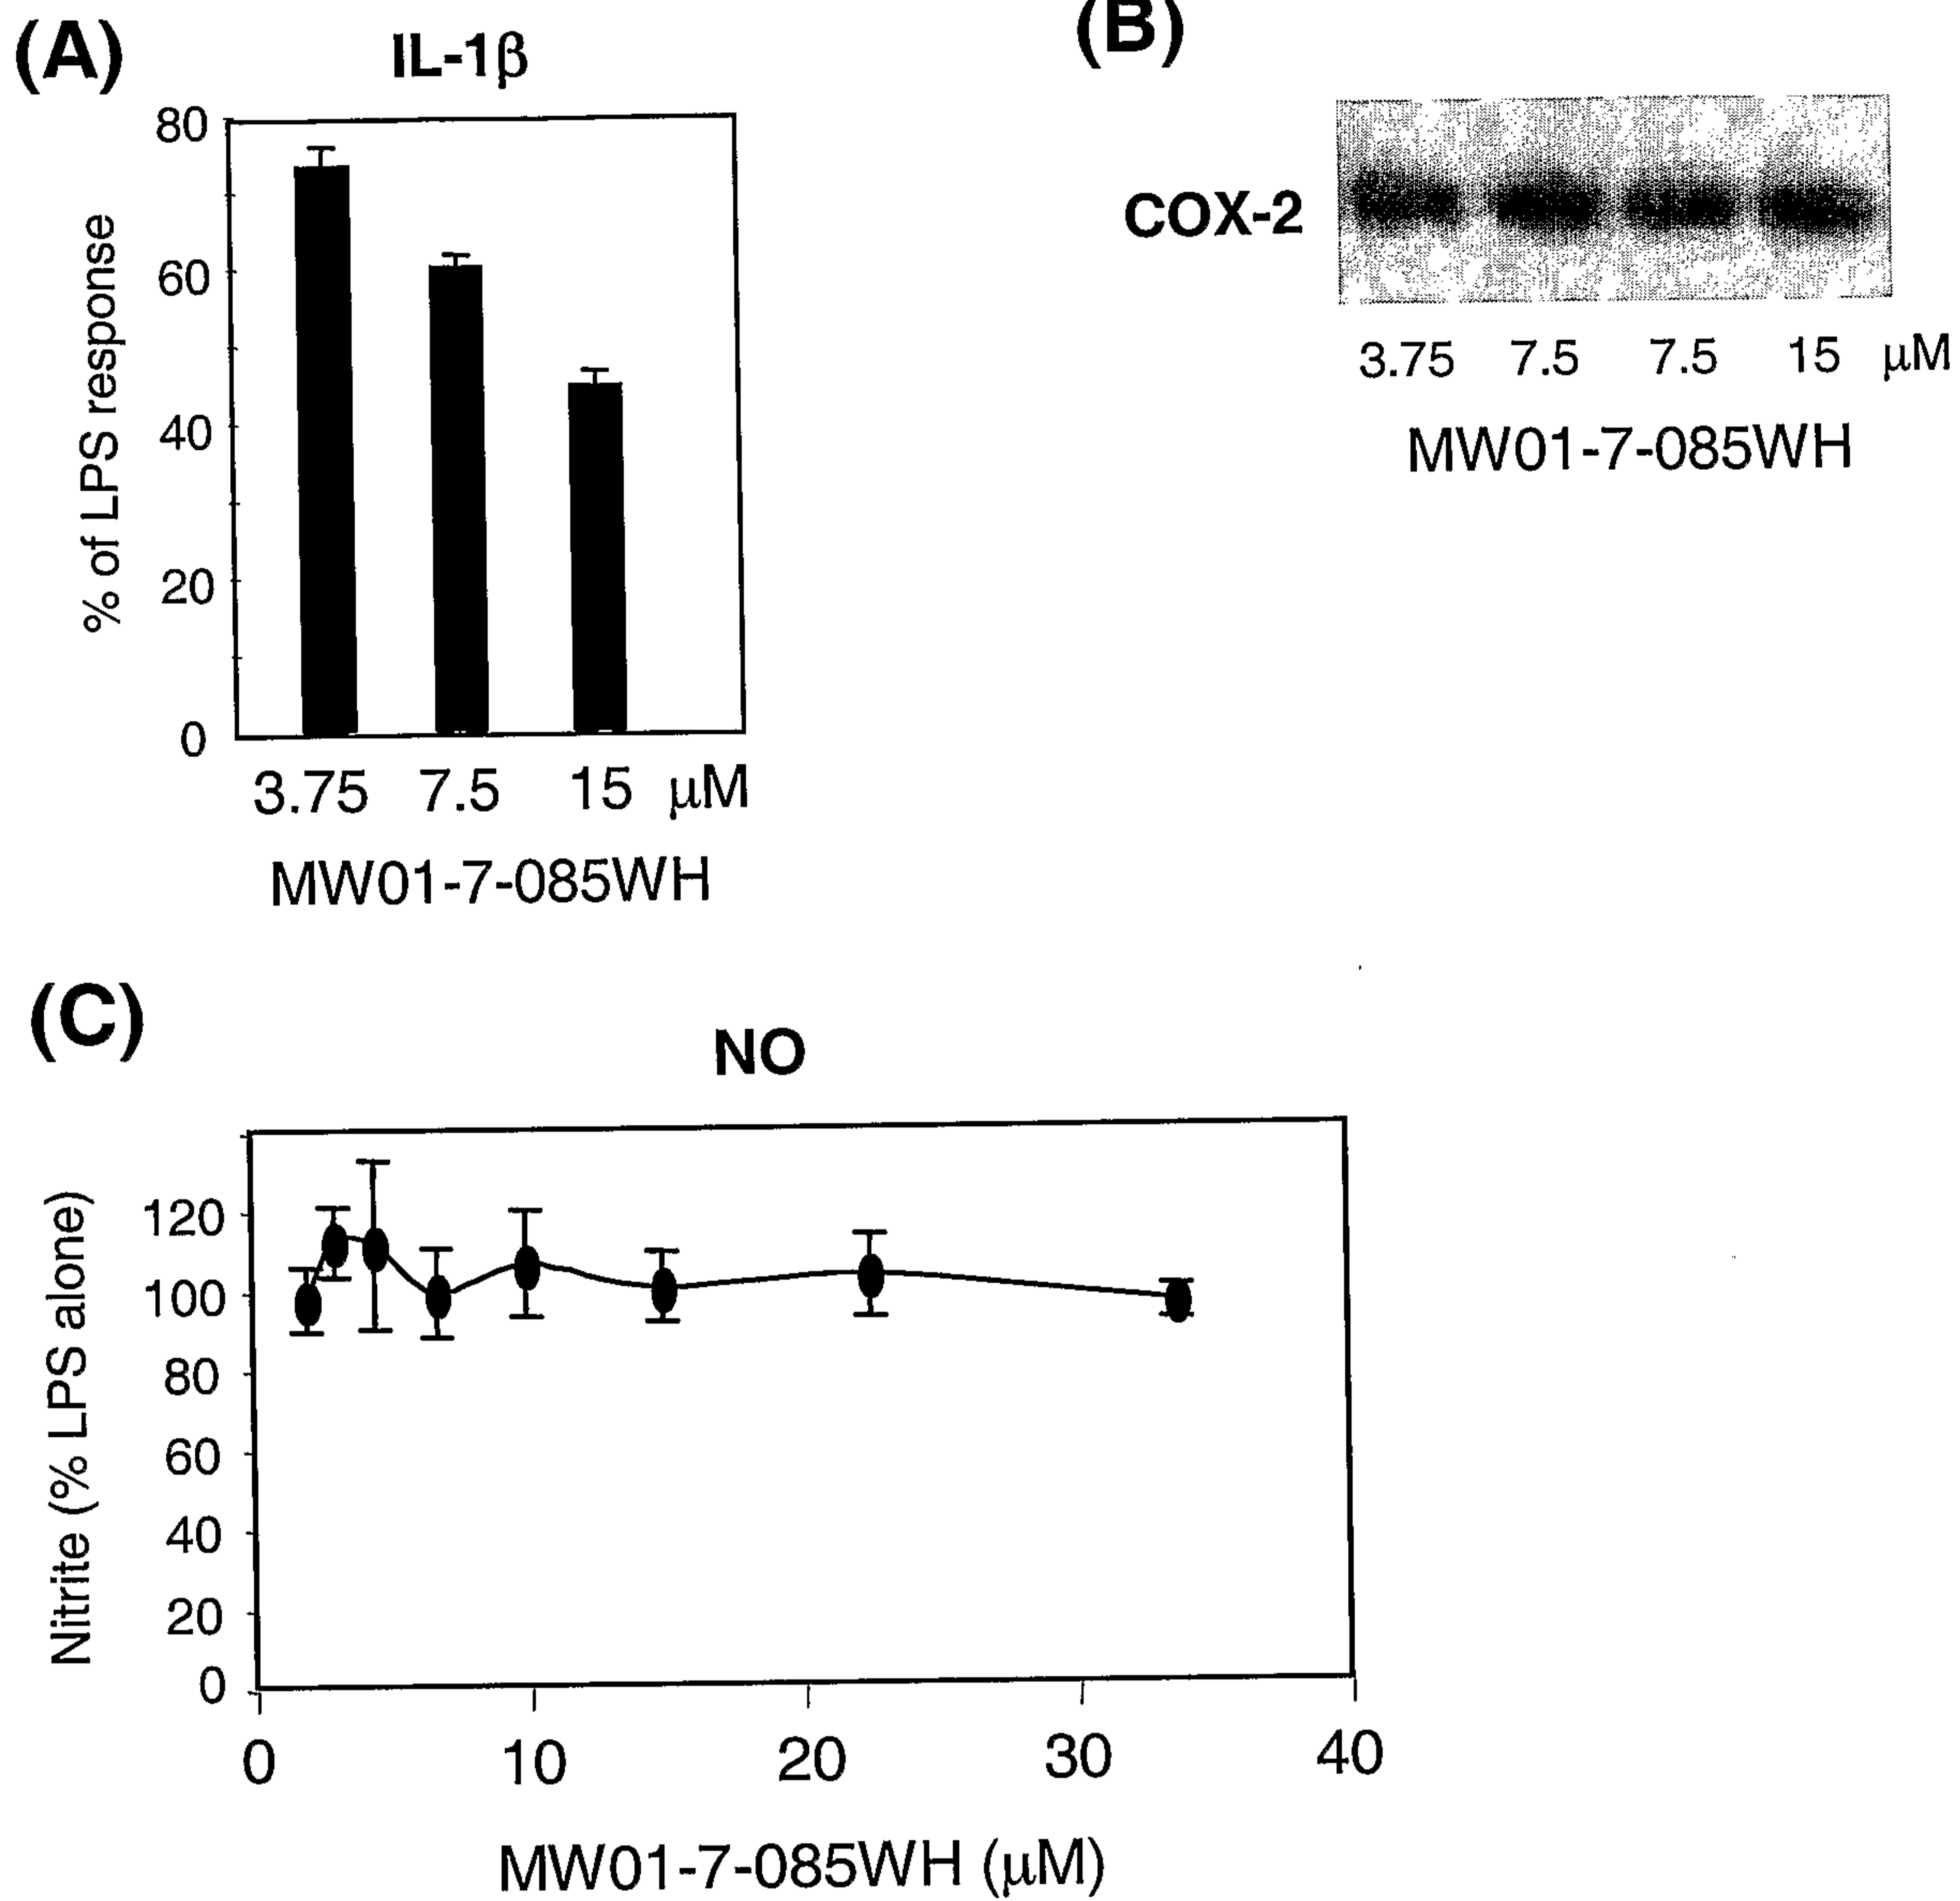 (A)
IL-1β
80
60
40
20
0
% of LPS response
3.75 7.5 15 μM
MW01-7-085WH
(B)
COX-2
3.75 7.5 7.5 15 μM
MW01-7-085WH
(C)
NO
120
100
80
60
40
20
0
Nitrite (% LPS alone)
0 10 20 30 40
MW01-7-085WH (μM)